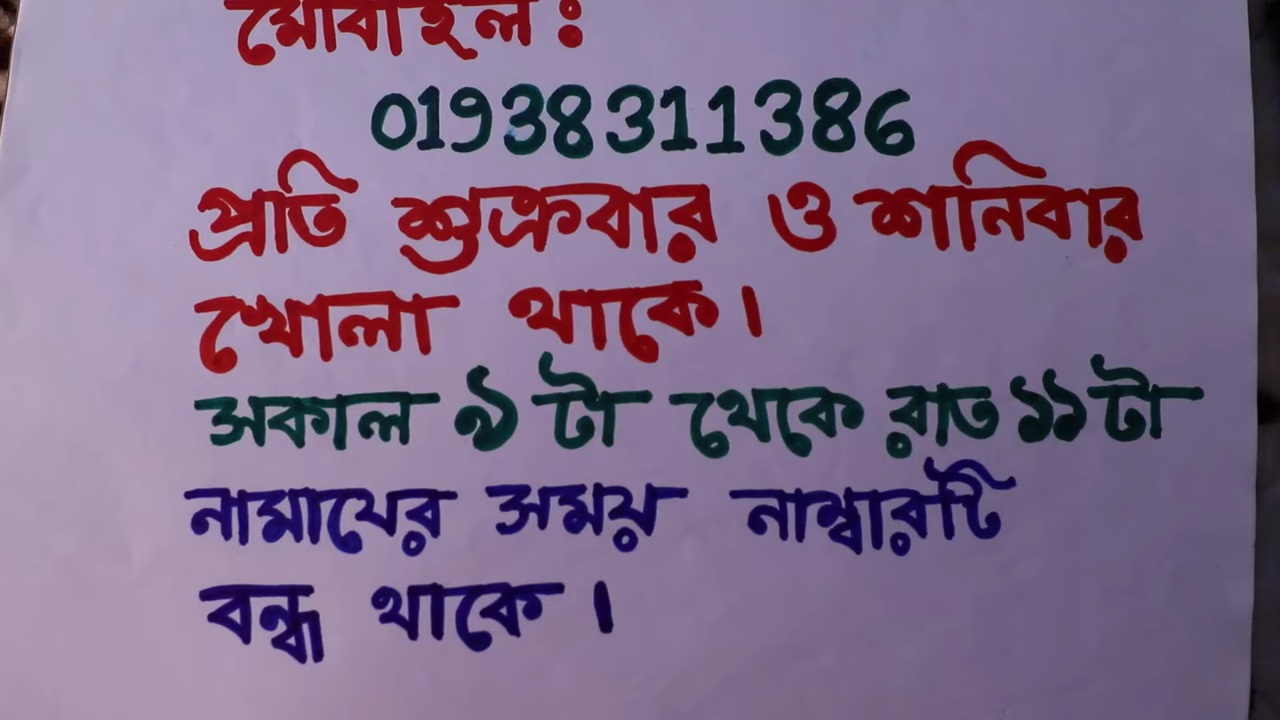 মোবাইল :
01938311386
প্রতি শুক্রবার ও শনিবার
খোলা থাকে।
সকাল ৯ টা থেকে রাত ১১ টা
নামাযের সময় নাম্বারটি
বন্ধ থাকে।